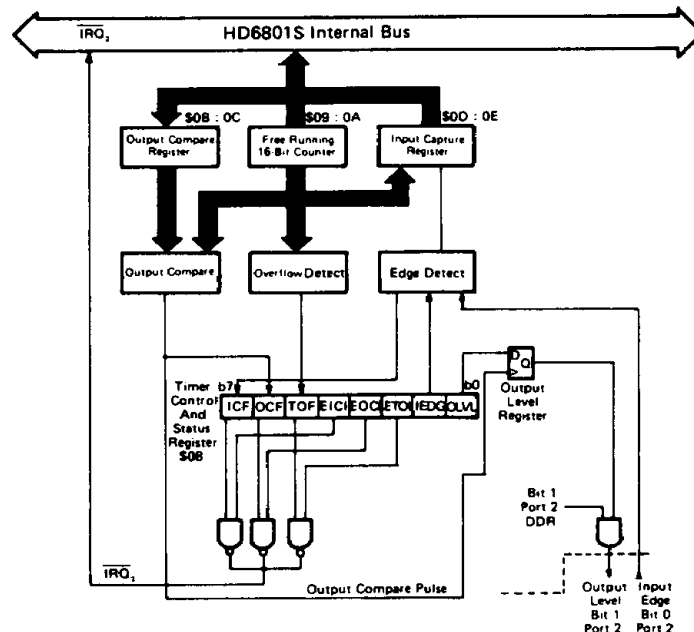 IRQ₂ HD6801S Internal Bus
$0B : 0C $09 : 0A $0D : 0E
Output Compare Register
Free Running 16-Bit Counter
Input Capture Register
Output Compare
Overflow Detect
Edge Detect
Timer Control And Status Register $08
b7 b0
ICF OCF TOF EICI EOCI ETOI IEDG OLVL
D Q
Output Level Register
Bit 1 Port 2 DDR
IRQ₂
Output Compare Pulse
Output Level Bit 1 Port 2
Input Edge Bit 0 Port 2